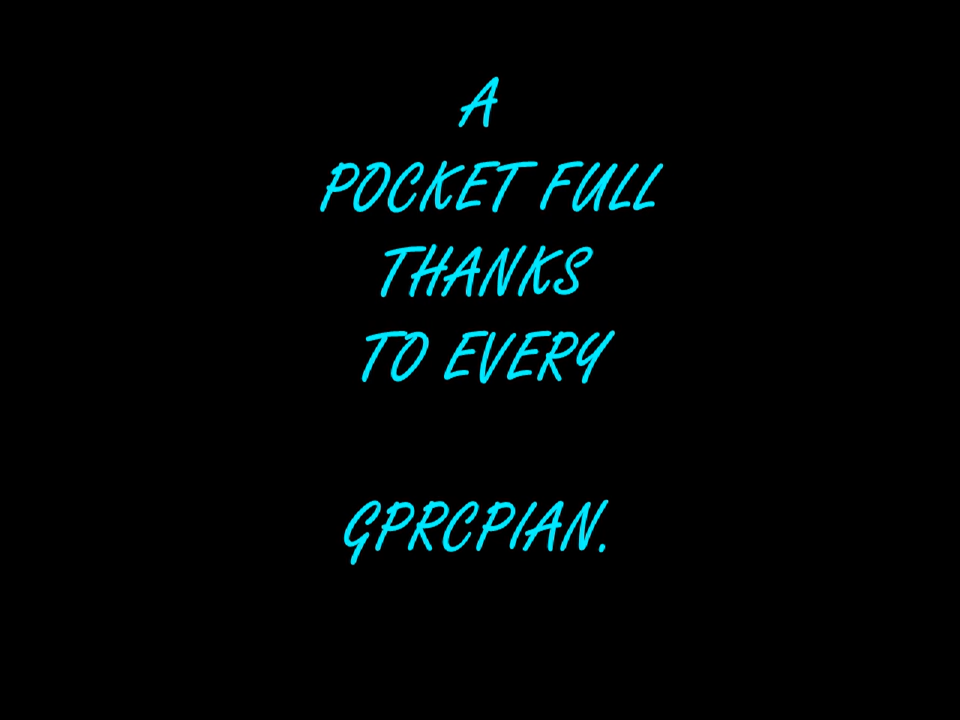 A
POCKET FULL
THANKS
TO EVERY
GPRCPIAN.